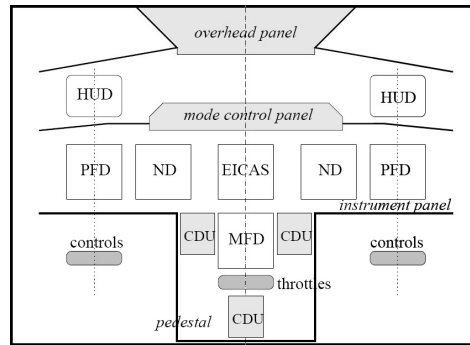 overhead panel
HUD
HUD
mode control panel
PFD
ND
EICAS
ND
PFD
instrument panel
CDU
MFD
CDU
controls
controls
throttles
CDU
pedestal